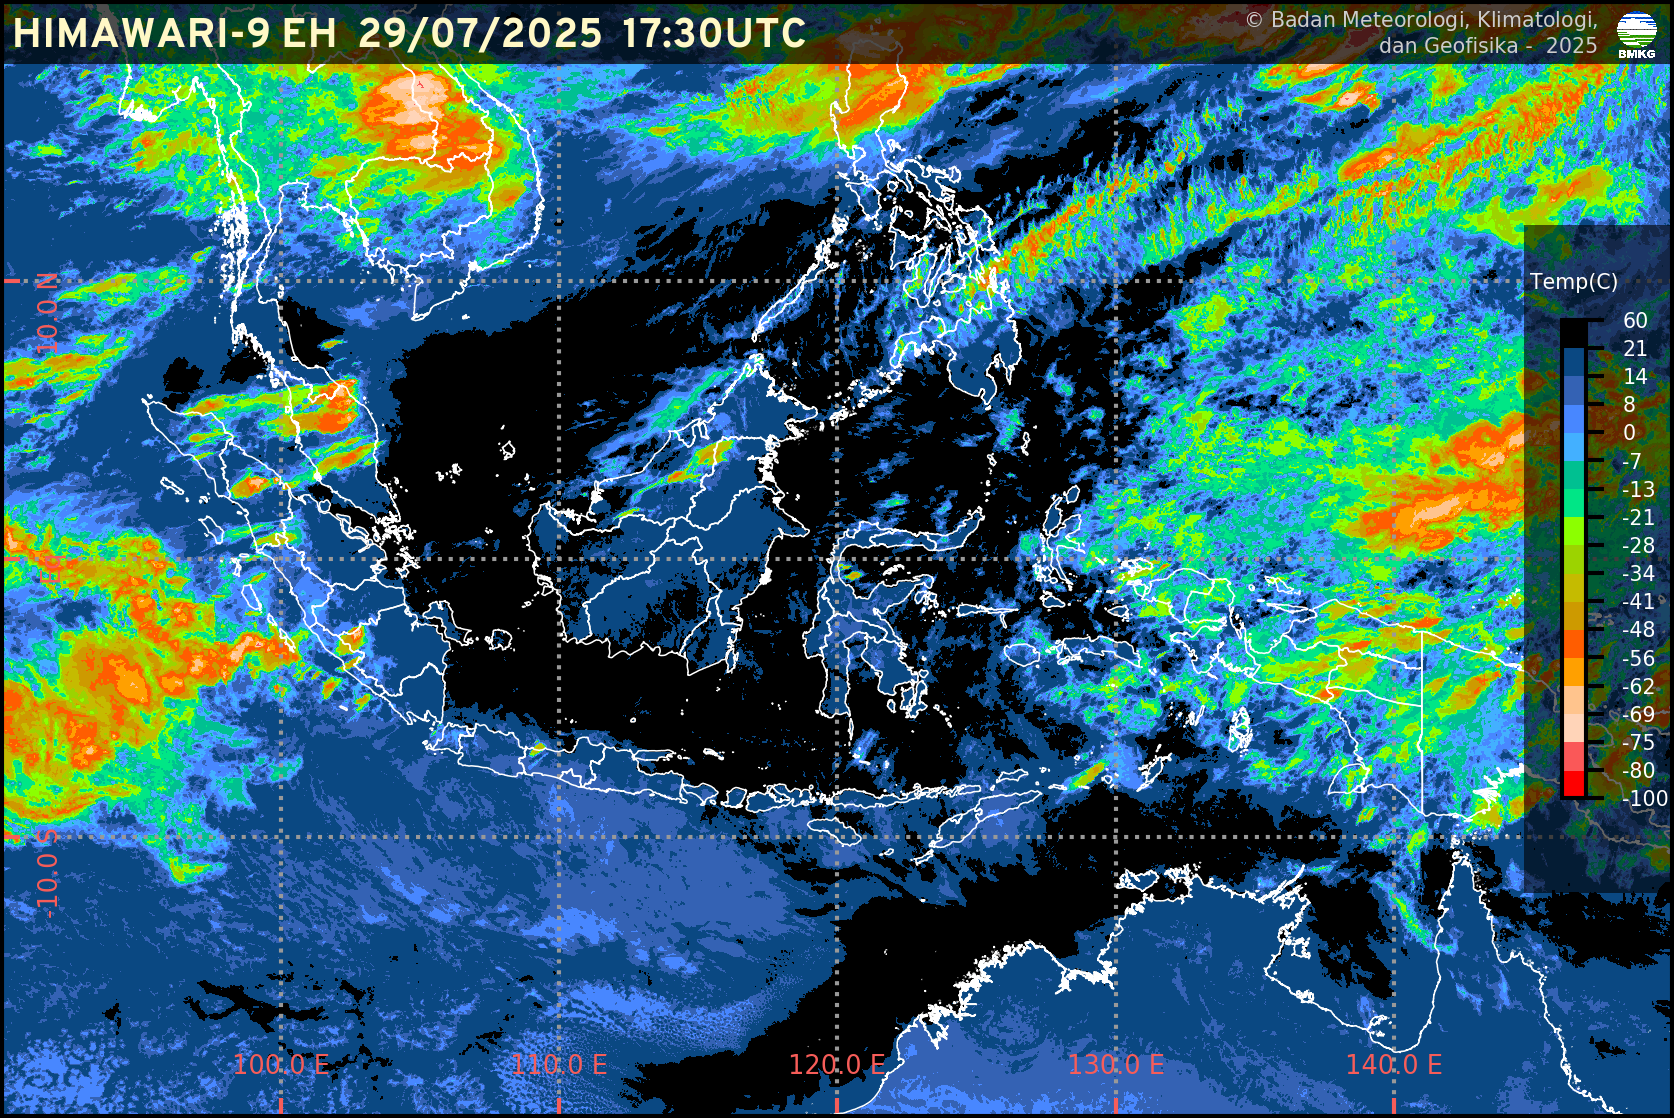 HIMAWARI-9 EH 29/07/2025 17:30UTC
© Badan Meteorologi, Klimatologi,
dan Geofisika - 2025
BMKG
Temp(C)
60
21
14
8
0
-7
-13
-21
-28
-34
-41
-48
-56
-62
-69
-75
-80
-100
10.0 N
-10.0 S
100.0 E
110.0 E
120.0 E
130.0 E
140.0 E